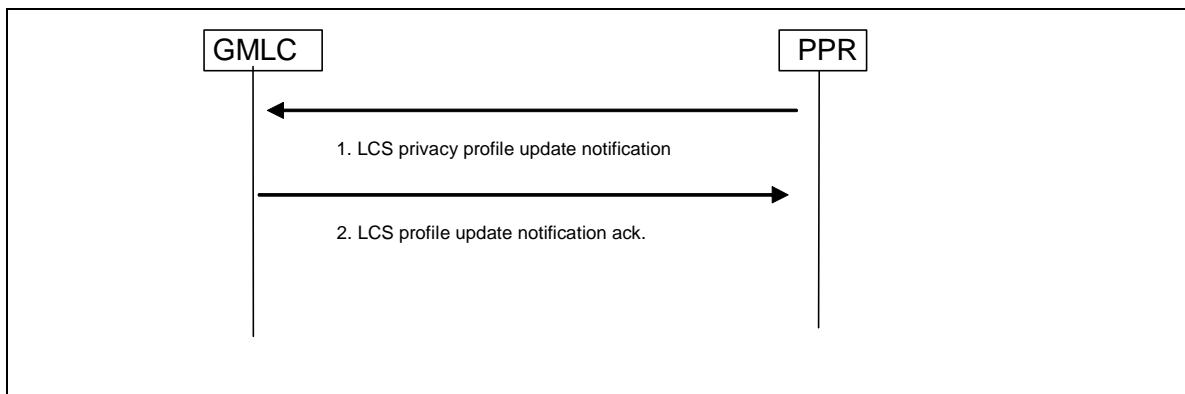 GMLC
PPR
1. LCS privacy profile update notification
2. LCS profile update notification ack.